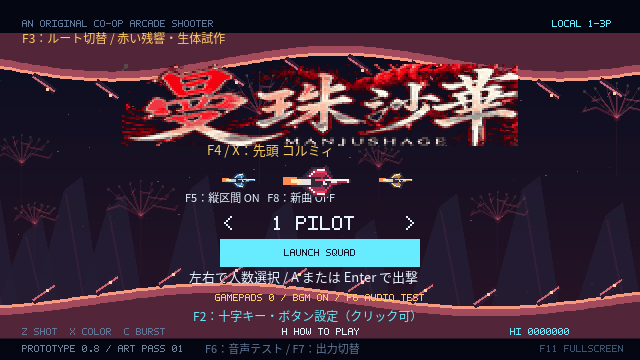 AN ORIGINAL CO-OP ARCADE SHOOTER
LOCAL 1-3P
F3：ルート切替 / 赤い残響・生体試作
曼珠沙華
MANJUSHAGE
F4 / X：先頭 ゴルミィ
F5：縦区間 ON F8：新曲 OFF
< 1 PILOT >
LAUNCH SQUAD
左右で人数選択 / A または Enter で出撃
GAMEPADS 0 / BGM ON / F6 AUDIO TEST
F2：十字キー・ボタン設定（クリック可）
Z SHOT X COLOR C BURST
H HOW TO PLAY
HI 0000000
PROTOTYPE 0.8 / ART PASS 01
F6：音声テスト / F7：出力切替
F11 FULLSCREEN